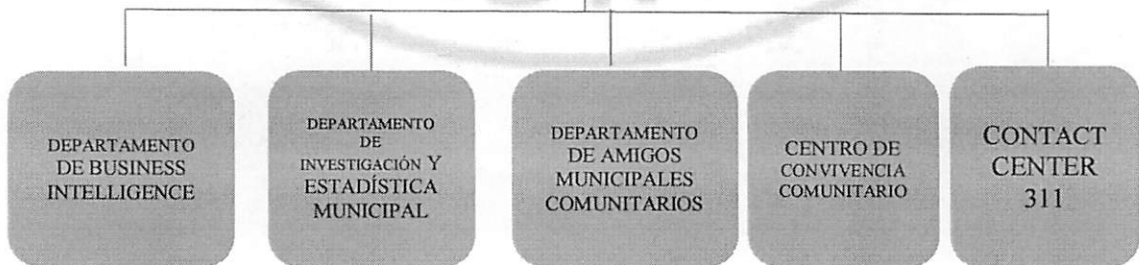 DEPARTAMENTO
DE BUSINESS
INTELLIGENCE
DEPARTAMENTO
DE
INVESTIGACIÓN Y
ESTADÍSTICA
MUNICIPAL
DEPARTAMENTO
DE AMIGOS
MUNICIPALES
COMUNITARIOS
CENTRO DE
CONVIVENCIA
COMUNITARIO
CONTACT
CENTER
311